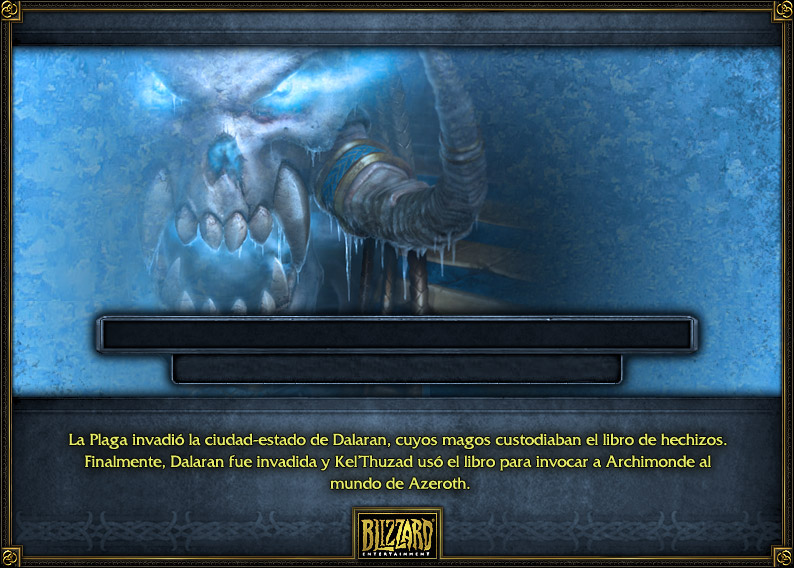 La Plaga invadió la ciudad-estado de Dalaran, cuyos magos custodiaban el libro de hechizos.
Finalmente, Dalaran fue invadida y Kel'Thuzad usó el libro para invocar a Archimonde al
mundo de Azeroth.
BLIZZARD
ENTERTAINMENT